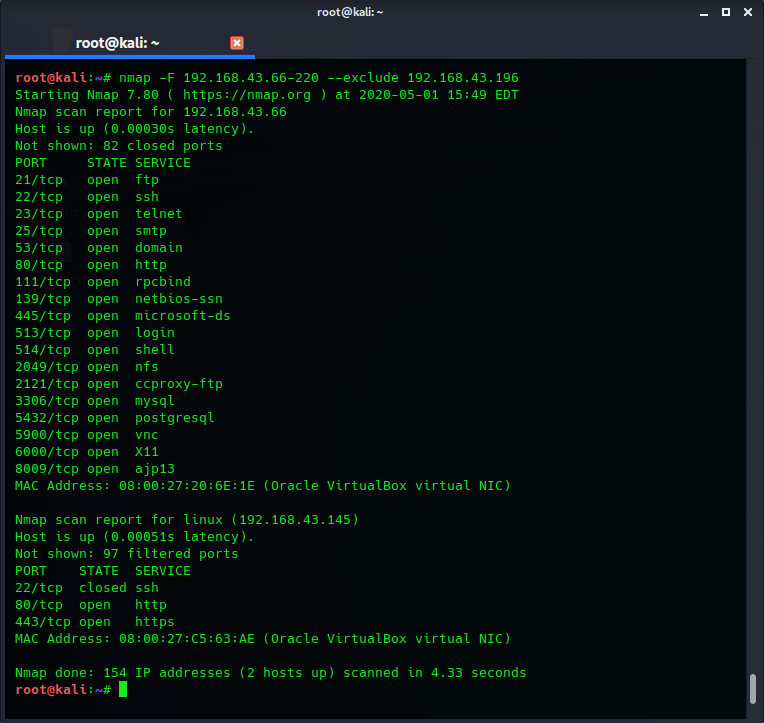 root@kali: ~
root@kali: ~
root@kali:~# nmap -F 192.168.43.66-220 --exclude 192.168.43.196
Starting Nmap 7.80 ( https://nmap.org ) at 2020-05-01 15:49 EDT
Nmap scan report for 192.168.43.66
Host is up (0.00030s latency).
Not shown: 82 closed ports
PORT     STATE SERVICE
21/tcp   open  ftp
22/tcp   open  ssh
23/tcp   open  telnet
25/tcp   open  smtp
53/tcp   open  domain
80/tcp   open  http
111/tcp  open  rpcbind
139/tcp  open  netbios-ssn
445/tcp  open  microsoft-ds
513/tcp  open  login
514/tcp  open  shell
2049/tcp open  nfs
2121/tcp open  ccproxy-ftp
3306/tcp open  mysql
5432/tcp open  postgresql
5900/tcp open  vnc
6000/tcp open  X11
8009/tcp open  ajp13
MAC Address: 08:00:27:20:6E:1E (Oracle VirtualBox virtual NIC)
Nmap scan report for linux (192.168.43.145)
Host is up (0.00051s latency).
Not shown: 97 filtered ports
PORT    STATE  SERVICE
22/tcp  closed ssh
80/tcp  open   http
443/tcp open   https
MAC Address: 08:00:27:C5:63:AE (Oracle VirtualBox virtual NIC)
Nmap done: 154 IP addresses (2 hosts up) scanned in 4.33 seconds
root@kali:~#